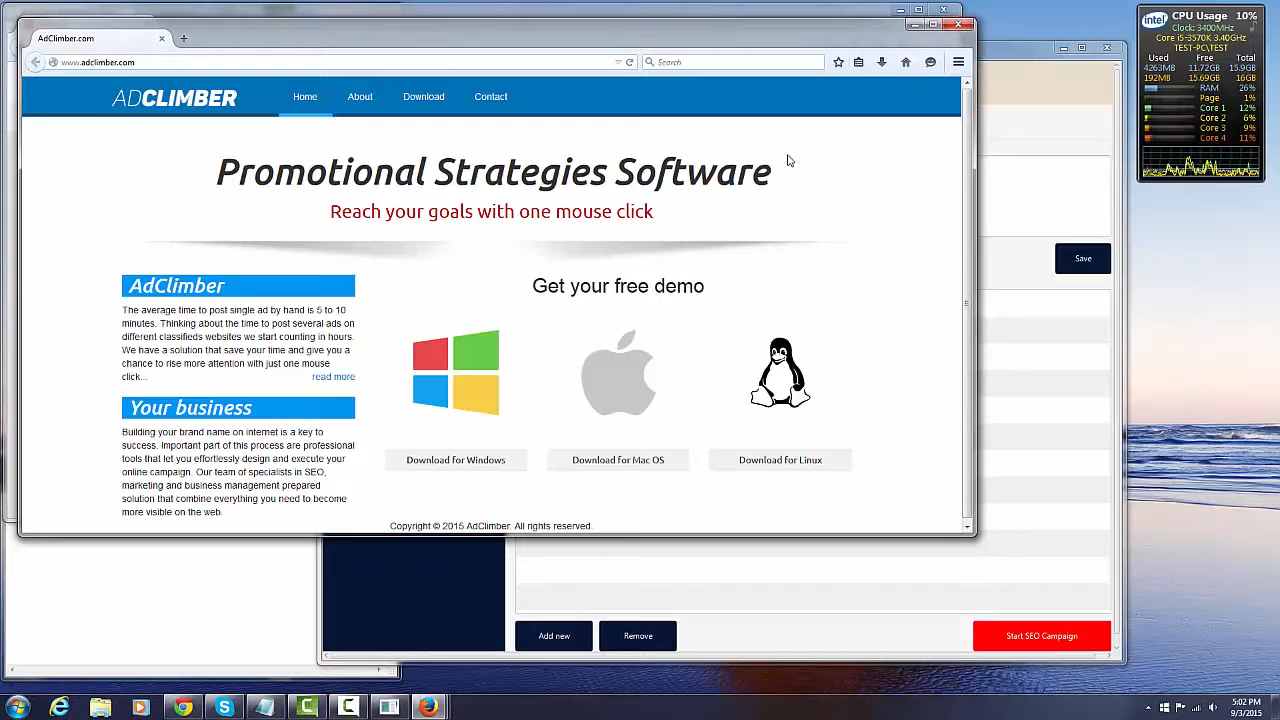 AdClimber.com
www.adclimber.com
Search
ADCLIMBER
Home
About
Download
Contact
Promotional Strategies Software
Reach your goals with one mouse click
AdClimber
The average time to post single ad by hand is 5 to 10
minutes. Thinking about the time to post several ads on
different classifieds websites we start counting in hours.
We have a solution that save your time and give you a
chance to rise more attention with just one mouse
click...
read more
Your business
Building your brand name on internet is a key to
success. Important part of this process are professional
tools that let you effortlessly design and execute your
online campaign. Our team of specialists in SEO,
marketing and business management prepared
solution that combine everything you need to become
more visible on the web.
Get your free demo
Download for Windows
Download for Mac OS
Download for Linux
Copyright © 2015 AdClimber. All rights reserved.
Save
Add new
Remove
Start SEO Campaign
intel
CPU Usage 10%
Clock: 3400MHz
Core i5-3570K 3.40GHz
TEST-PC\TEST
Used Free Total
4263MB 11.72GB 15.9GB
192MB 15.69GB 16GB
RAM 26%
Page 1%
Core 1 12%
Core 2 6%
Core 3 9%
Core 4 11%
5:02 PM
9/3/2015